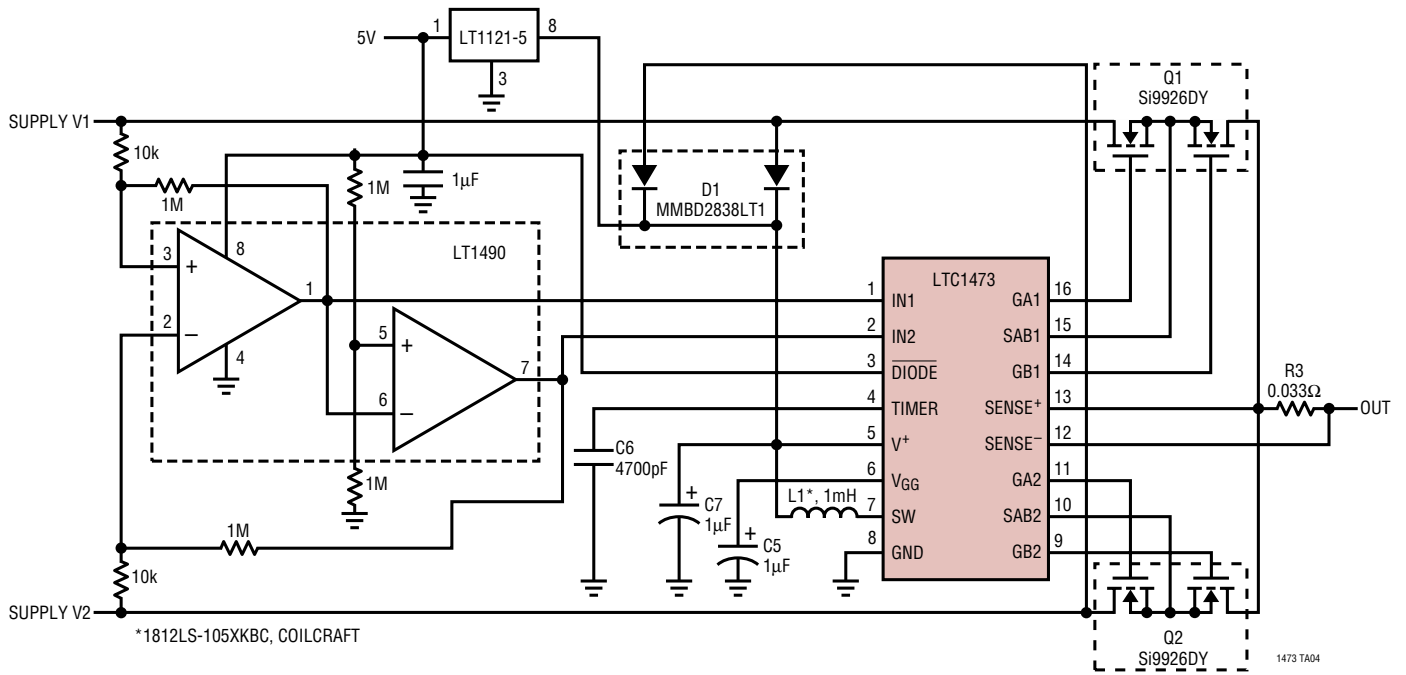 5V
1
LT1121-5
8
3
SUPPLY V1
10k
1M
1M
1µF
D1
MMBD2838LT1
Q1
Si9926DY
LT1490
3
+
8
1
2
–
4
5
+
7
6
–
1M
1M
10k
SUPPLY V2
*1812LS-105XKBC, COILCRAFT
C6
4700pF
+
C7
1µF
+
C5
1µF
L1*, 1mH
LTC1473
1
IN1
2
IN2
3
DIODE
4
TIMER
5
V+
6
VGG
7
SW
8
GND
GA1
16
SAB1
15
GB1
14
SENSE+
13
SENSE–
12
GA2
11
SAB2
10
GB2
9
R3
0.033Ω
OUT
Q2
Si9926DY
1473 TA04